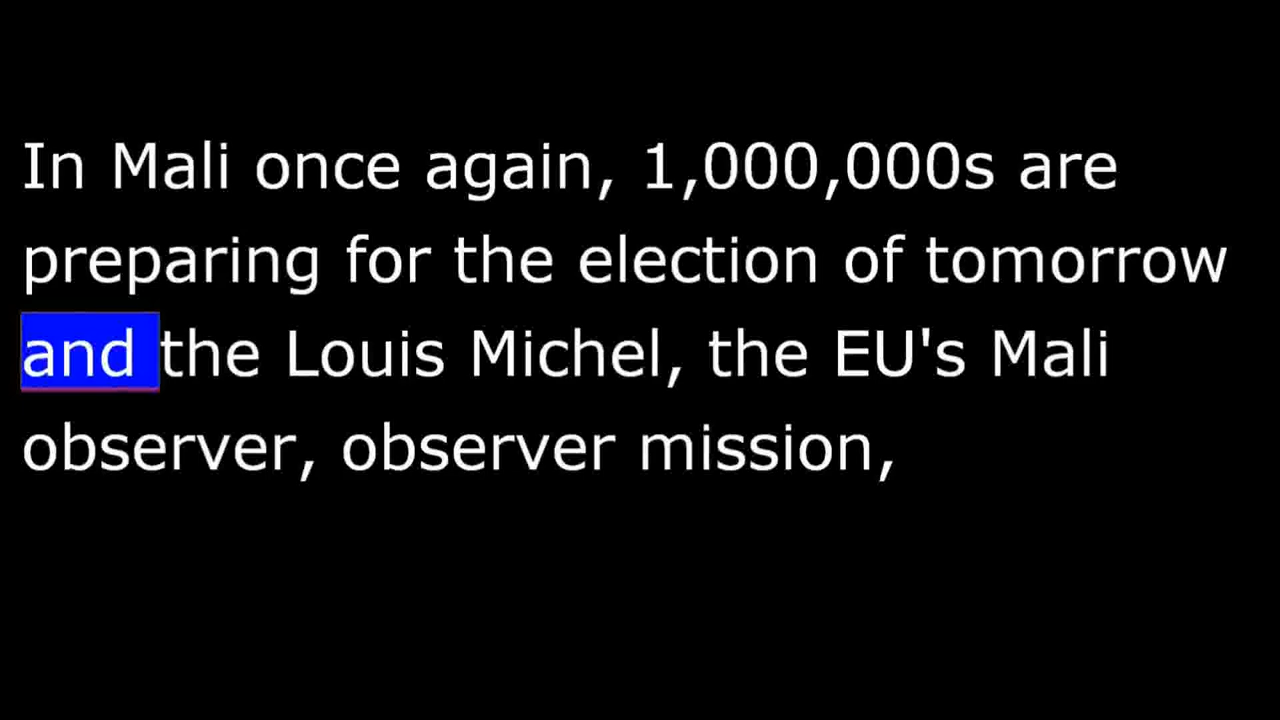 In Mali once again, 1,000,000s are
preparing for the election of tomorrow
and the Louis Michel, the EU's Mali
observer, observer mission,